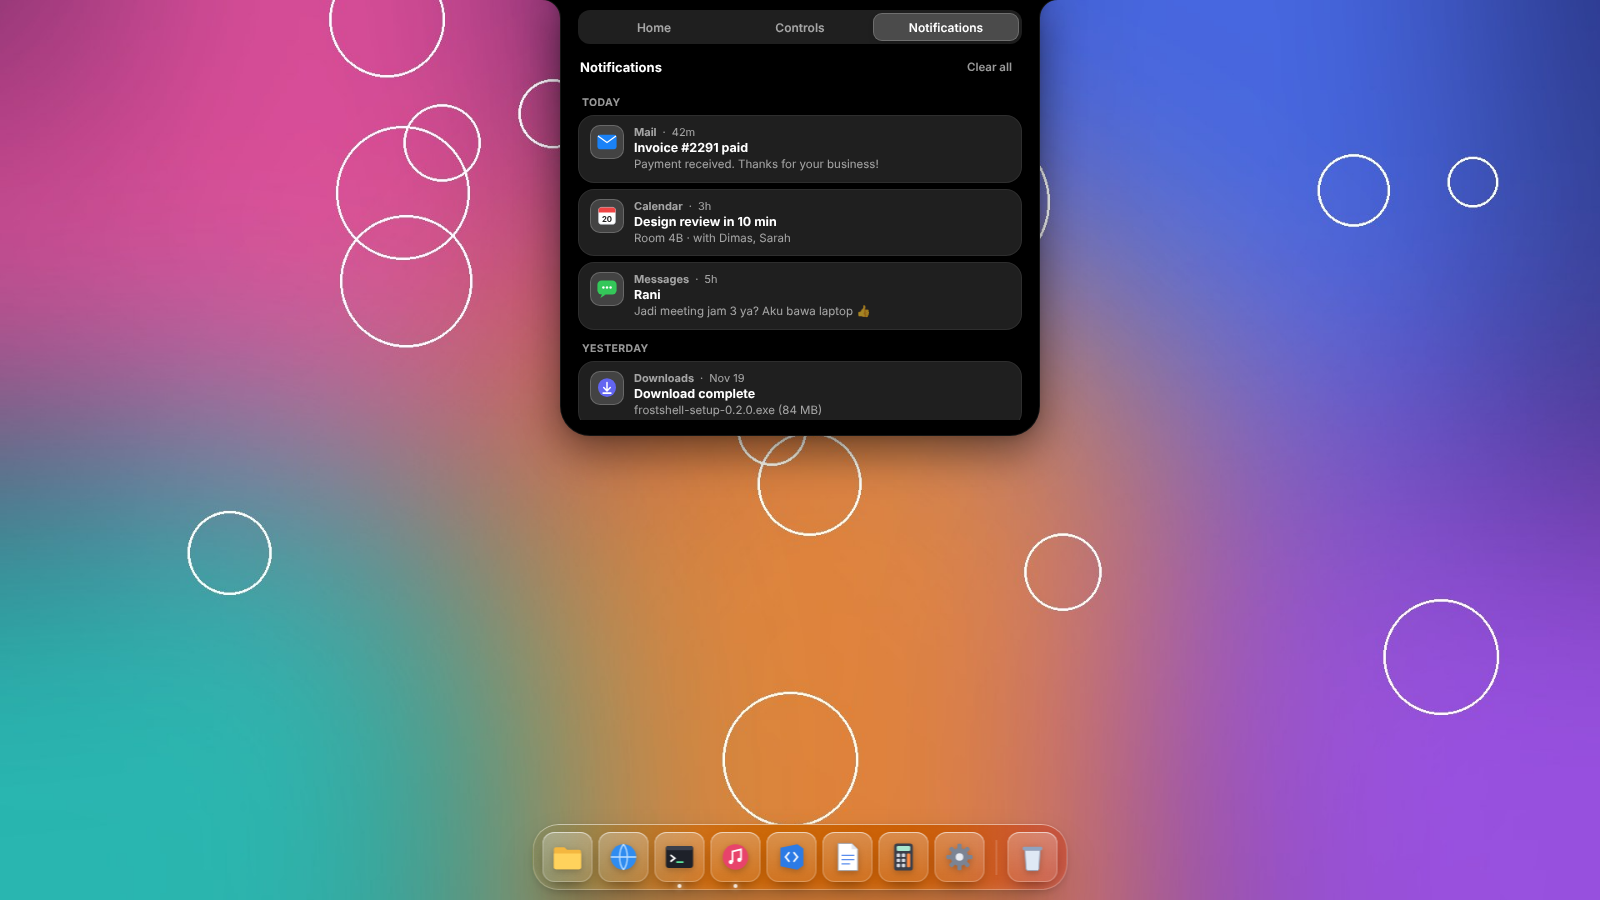 Home Controls Notifications
Notifications Clear all
TODAY
Mail · 42m
Invoice #2291 paid
Payment received. Thanks for your business!
20
Calendar · 3h
Design review in 10 min
Room 4B · with Dimas, Sarah
Messages · 5h
Rani
Jadi meeting jam 3 ya? Aku bawa laptop 👍
YESTERDAY
Downloads · Nov 19
Download complete
frostshell-setup-0.2.0.exe (84 MB)